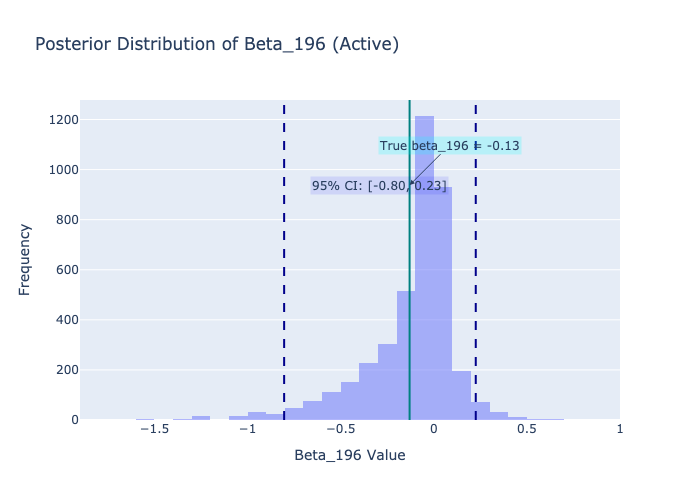 Posterior Distribution of Beta_196 (Active)
1200
1000
800
600
400
200
0
Frequency
True beta_196 = -0.13
95% CI: [-0.80, 0.23]
−1.5
−1
−0.5
0
0.5
1
Beta_196 Value